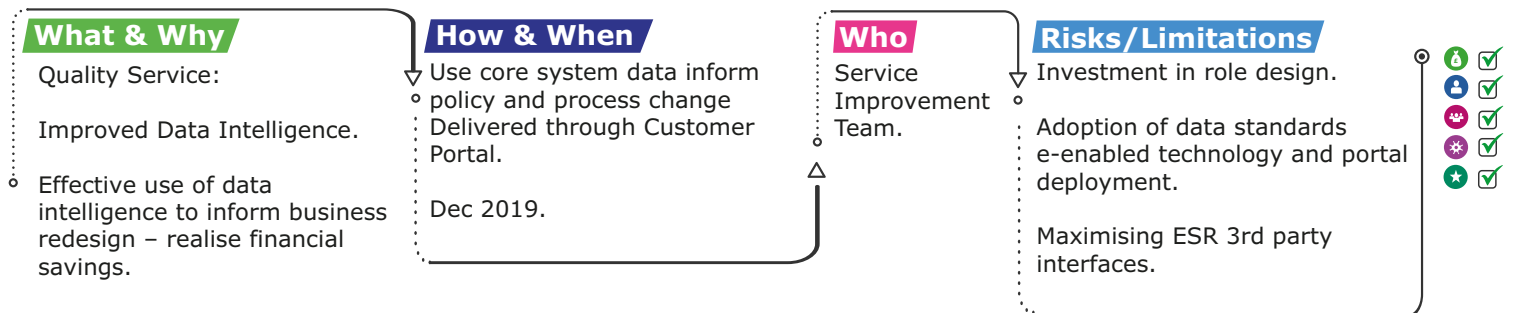 What & Why
Quality Service:
Improved Data Intelligence.
Effective use of data
intelligence to inform business
redesign – realise financial
savings.
How & When
Use core system data inform
policy and process change
Delivered through Customer
Portal.
Dec 2019.
Who
Service
Improvement
Team.
Risks/Limitations
Investment in role design.
Adoption of data standards
e-enabled technology and portal
deployment.
Maximising ESR 3rd party
interfaces.